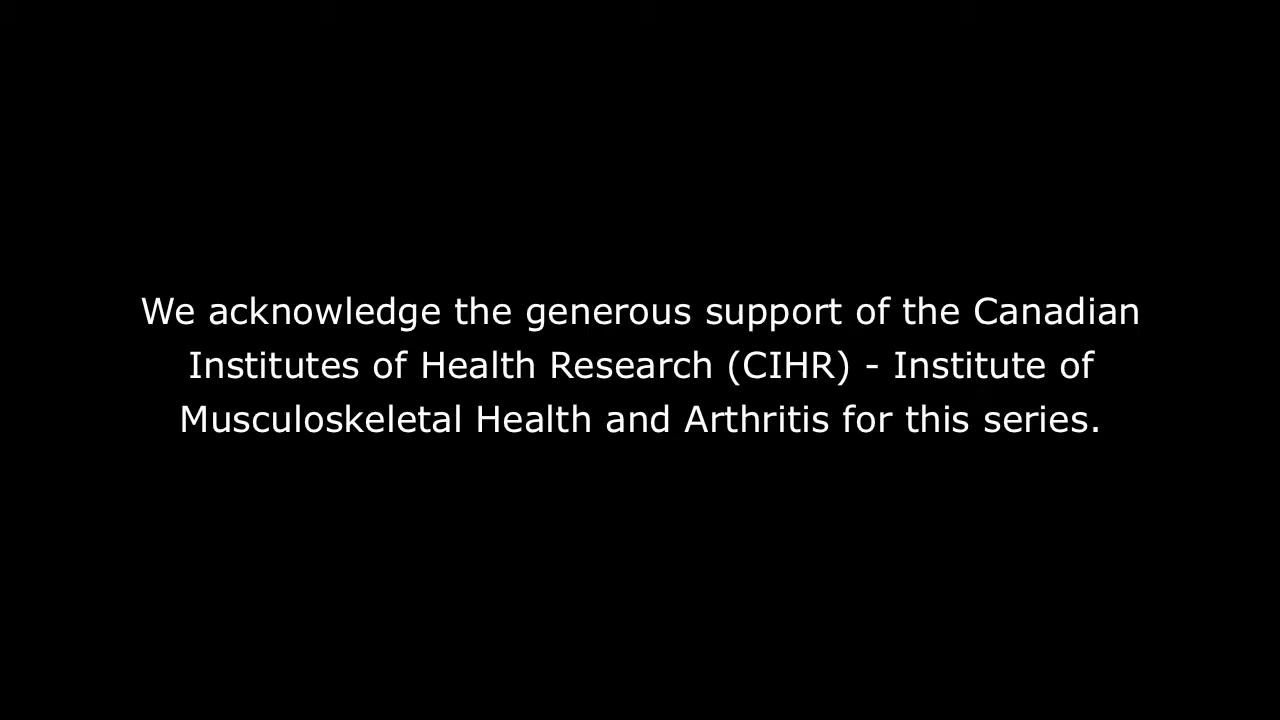 We acknowledge the generous support of the Canadian
Institutes of Health Research (CIHR) - Institute of
Musculoskeletal Health and Arthritis for this series.